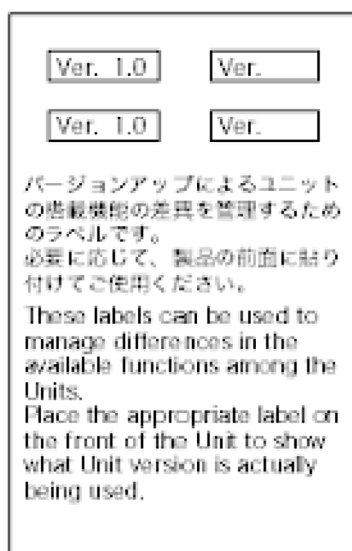 Ver. 1.0 Ver.
Ver. 1.0 Ver.
バージョンアップによるユニット
の搭載機能の差異を管理するため
のラベルです。
必要に応じて、製品の前面に貼り
付けてご使用ください。
These labels can be used to
manage differences in the
available functions among the
Units.
Place the appropriate label on
the front of the Unit to show
what Unit version is actually
being used.